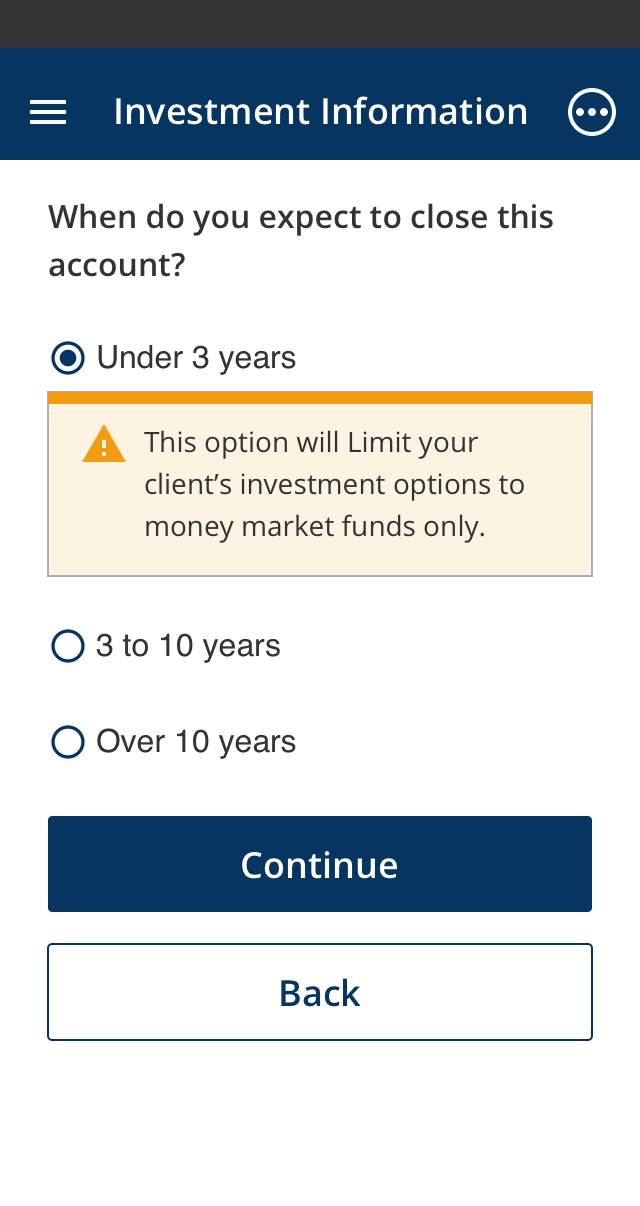 Investment Information
When do you expect to close this
account?
Under 3 years
This option will Limit your
client’s investment options to
money market funds only.
3 to 10 years
Over 10 years
Continue
Back